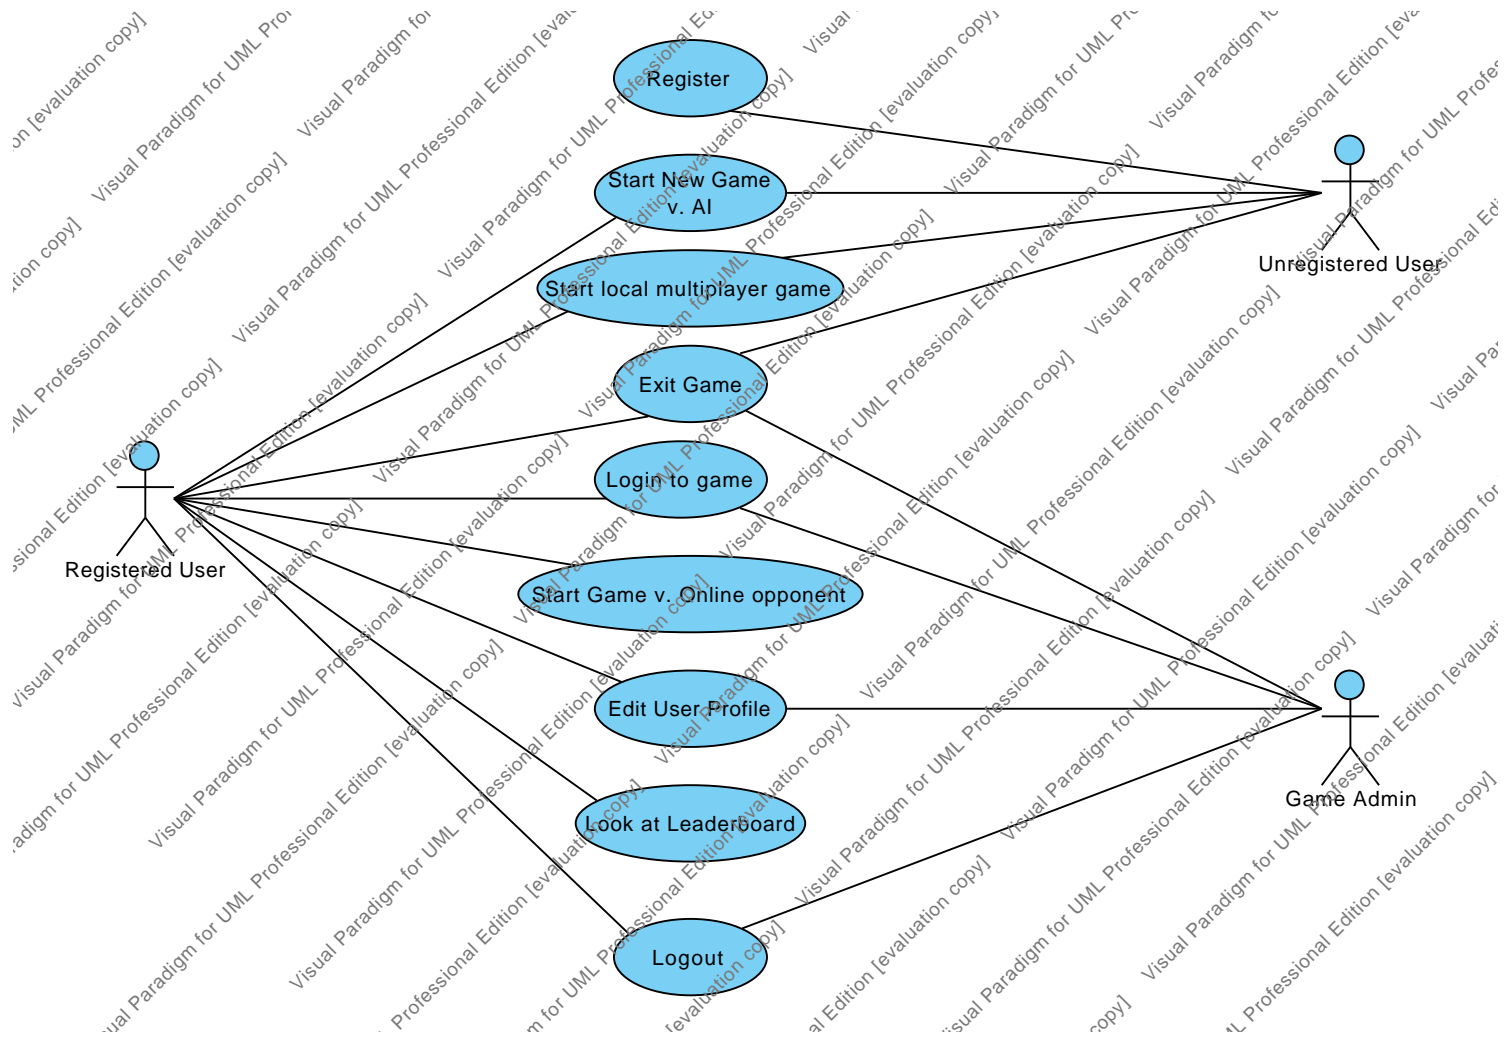 Register
Start New Game
v. AI
Start local multiplayer game
Unregistered User
Exit Game
Login to game
Registered User
Start Game v. Online opponent
Edit User Profile
Game Admin
Look at Leaderboard
Logout
Visual Paradigm for UML Professional Edition [evaluation copy]